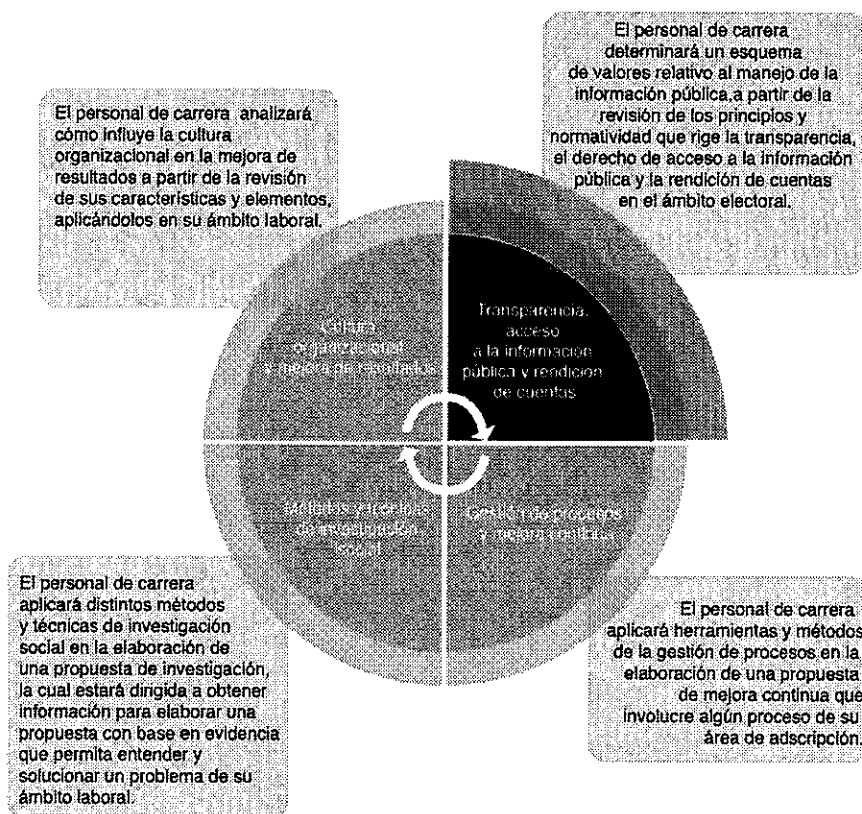 El personal de carrera analizará
cómo influye la cultura
organizacional en la mejora de
resultados a partir de la revisión
de sus características y elementos,
aplicándolos en su ámbito laboral.
El personal de carrera
determinará un esquema
de valores relativo al manejo de la
información pública,a partir de la
revisión de los principios y
normatividad que rige la transparencia,
el derecho de acceso a la información
pública y la rendición de cuentas
en el ámbito electoral.
Cultura
organizacional
y mejora de resultados
Transparencia,
acceso
a la información
pública y rendición
de cuentas
Métodos y técnicas
de investigación
social
Gestión de procesos
y mejora continua
El personal de carrera
aplicará distintos métodos
y técnicas de investigación
social en la elaboración de
una propuesta de investigación,
la cual estará dirigida a obtener
información para elaborar una
propuesta con base en evidencia
que permita entender y
solucionar un problema de su
ámbito laboral.
El personal de carrera
aplicará herramientas y métodos
de la gestión de procesos en la
elaboración de una propuesta
de mejora continua que
involucre algún proceso de su
área de adscripción.